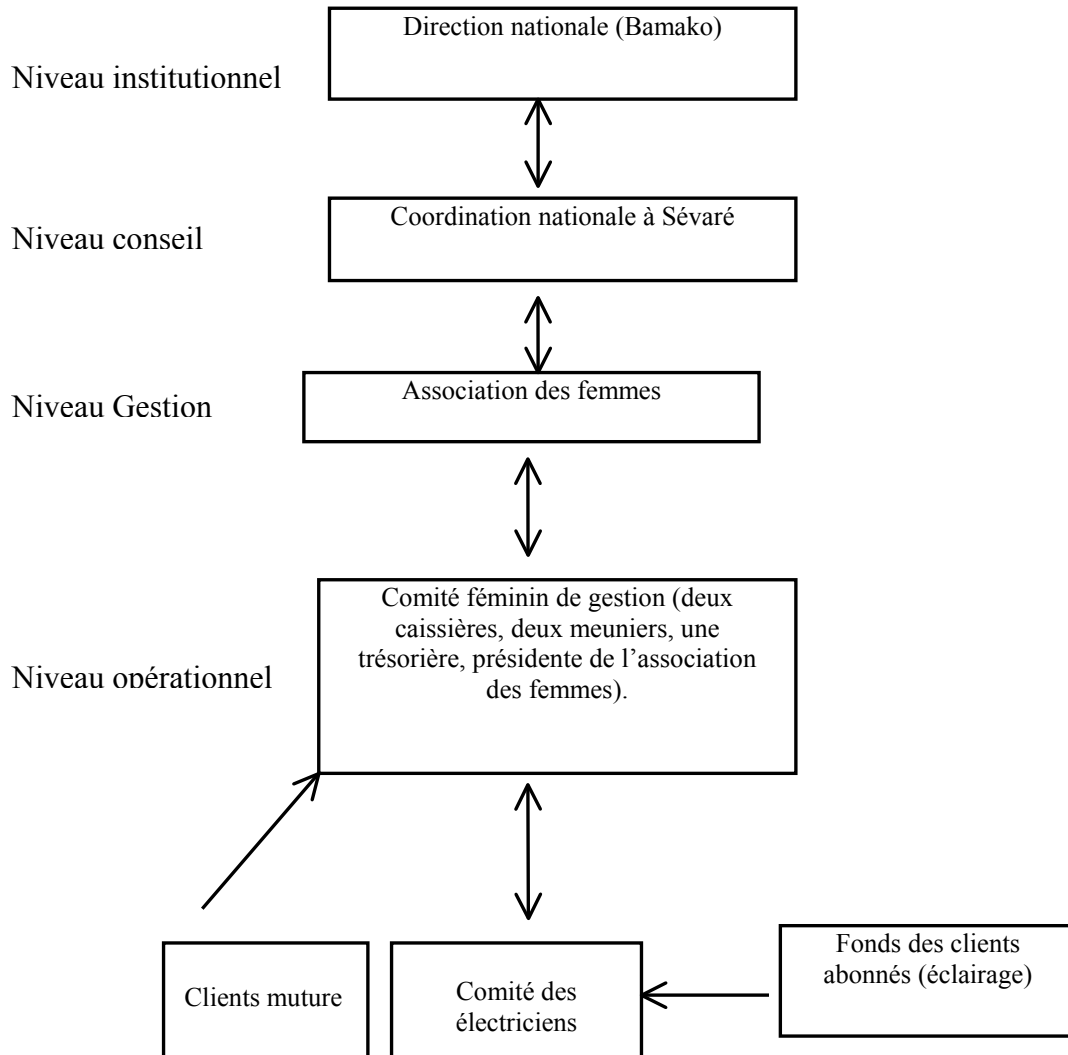 Direction nationale (Bamako)
Niveau institutionnel
Coordination nationale à Sévaré
Niveau conseil
Association des femmes
Niveau Gestion
Comité féminin de gestion (deux
caissières, deux meuniers, une
trésorière, présidente de l’association
des femmes).
Niveau opérationnel
Clients muture
Comité des
électriciens
Fonds des clients
abonnés (éclairage)